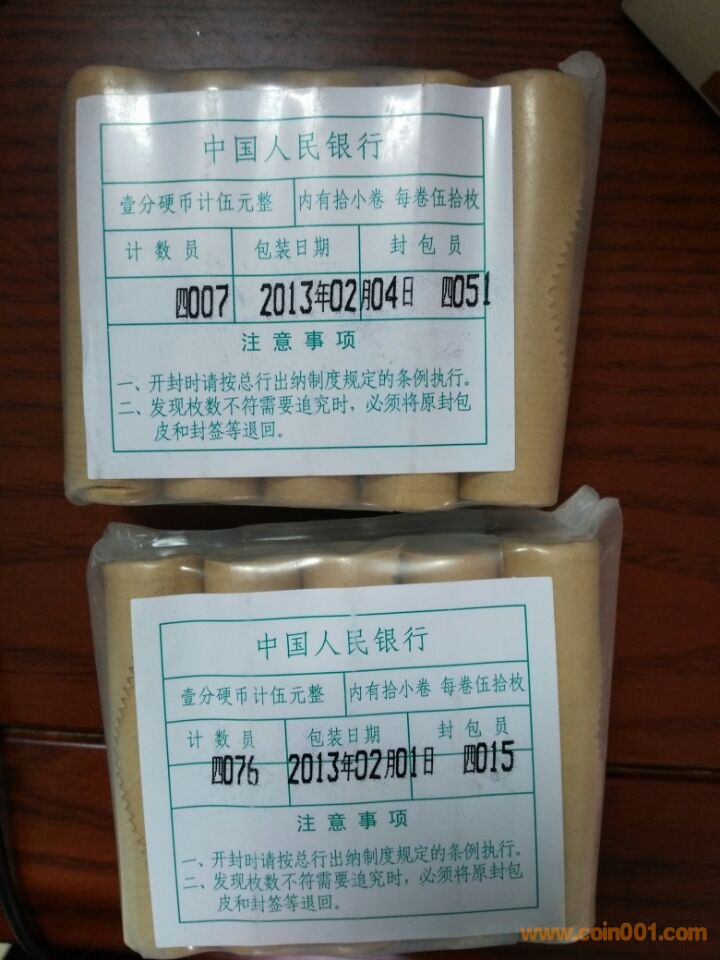 中国人民银行
壹分硬币计伍元整 内有拾小卷 每卷伍拾枚
计数员 包装日期 封包员
四007 2013年02月04日 四051
注意事项
一、开封时请按总行出纳制度规定的条例执行。
二、发现枚数不符需要追究时，必须将原封包
皮和封签等退回。
中国人民银行
壹分硬币计伍元整 内有拾小卷 每卷伍拾枚
计数员 包装日期 封包员
四076 2013年02月01日 四015
注意事项
一、开封时请按总行出纳制度规定的条例执行。
二、发现枚数不符需要追究时，必须将原封包
皮和封签等退回。
www.coin001.com